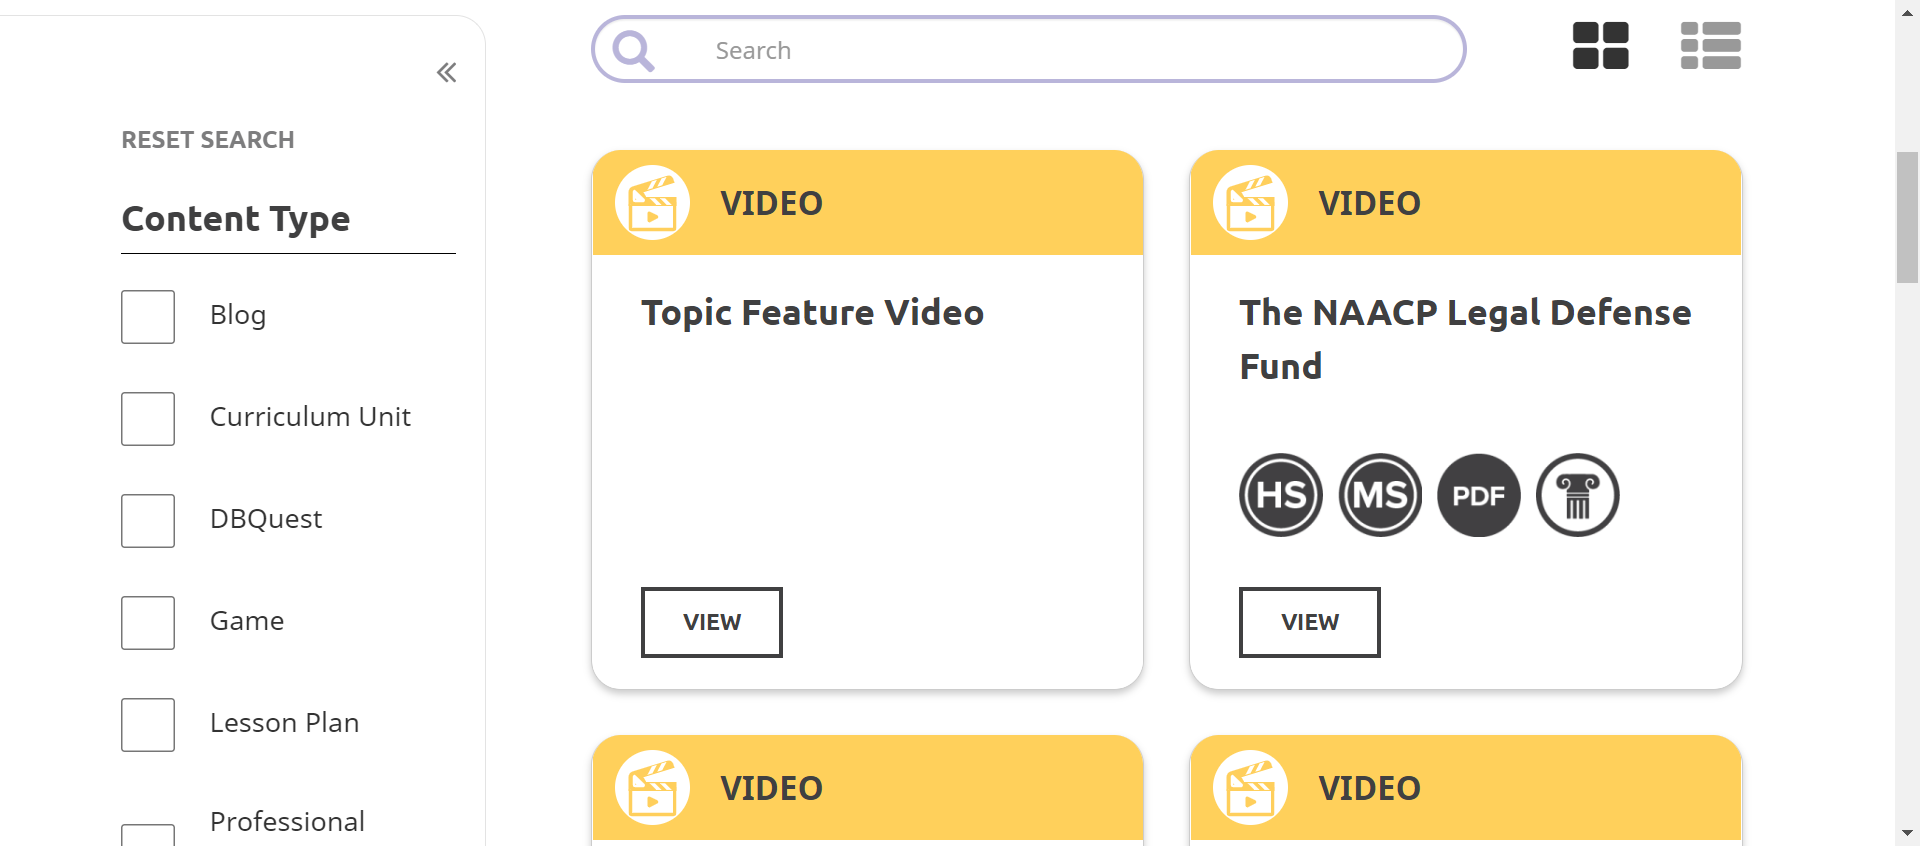 RESET SEARCH
Content Type
Blog
Curriculum Unit
DBQuest
Game
Lesson Plan
Professional
Search
VIDEO
Topic Feature Video
VIEW
VIDEO
The NAACP Legal Defense
Fund
HS MS PDF
VIEW
VIDEO
VIDEO